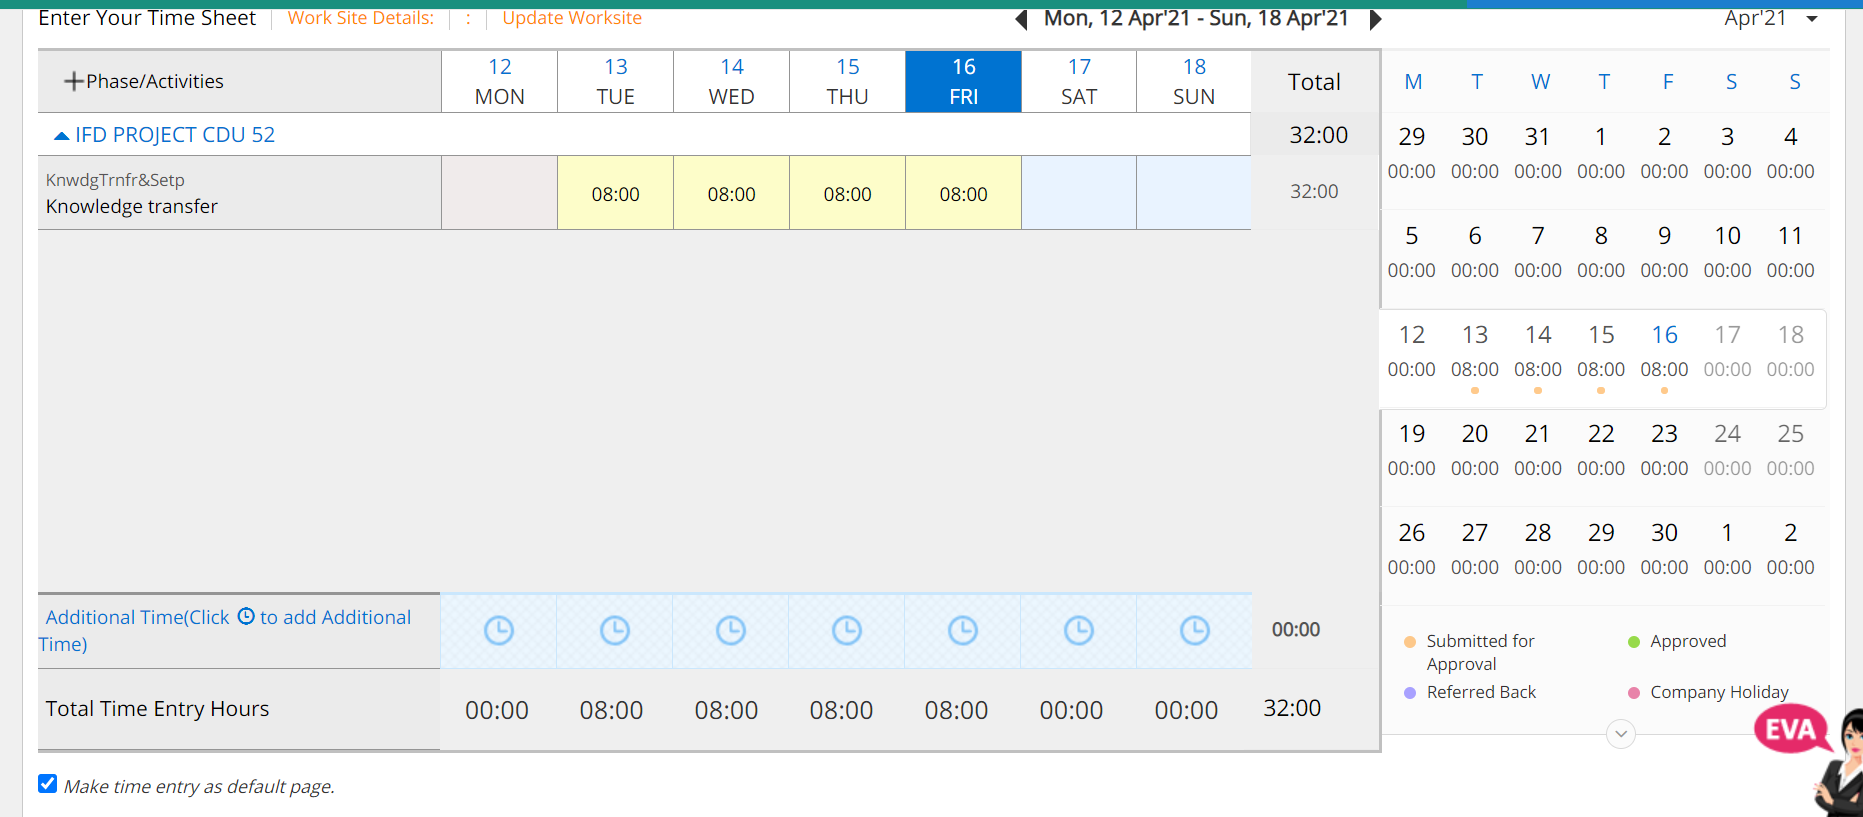 Enter Your Time Sheet Work Site Details: : Update Worksite Mon, 12 Apr'21 - Sun, 18 Apr'21 Apr'21
Phase/Activities 12 MON 13 TUE 14 WED 15 THU 16 FRI 17 SAT 18 SUN Total
IFD PROJECT CDU 52 32:00
KnwdgTrnfr&Setp
Knowledge transfer 08:00 08:00 08:00 08:00 32:00
Additional Time(Click to add Additional
Time) 00:00
Total Time Entry Hours 00:00 08:00 08:00 08:00 08:00 00:00 00:00 32:00
Make time entry as default page.
M T W T F S S
29 30 31 1 2 3 4
00:00 00:00 00:00 00:00 00:00 00:00 00:00
5 6 7 8 9 10 11
00:00 00:00 00:00 00:00 00:00 00:00 00:00
12 13 14 15 16 17 18
00:00 08:00 08:00 08:00 08:00 00:00 00:00
19 20 21 22 23 24 25
00:00 00:00 00:00 00:00 00:00 00:00 00:00
26 27 28 29 30 1 2
00:00 00:00 00:00 00:00 00:00 00:00 00:00
Submitted for Approved
Approval
Referred Back Company Holiday
EVA